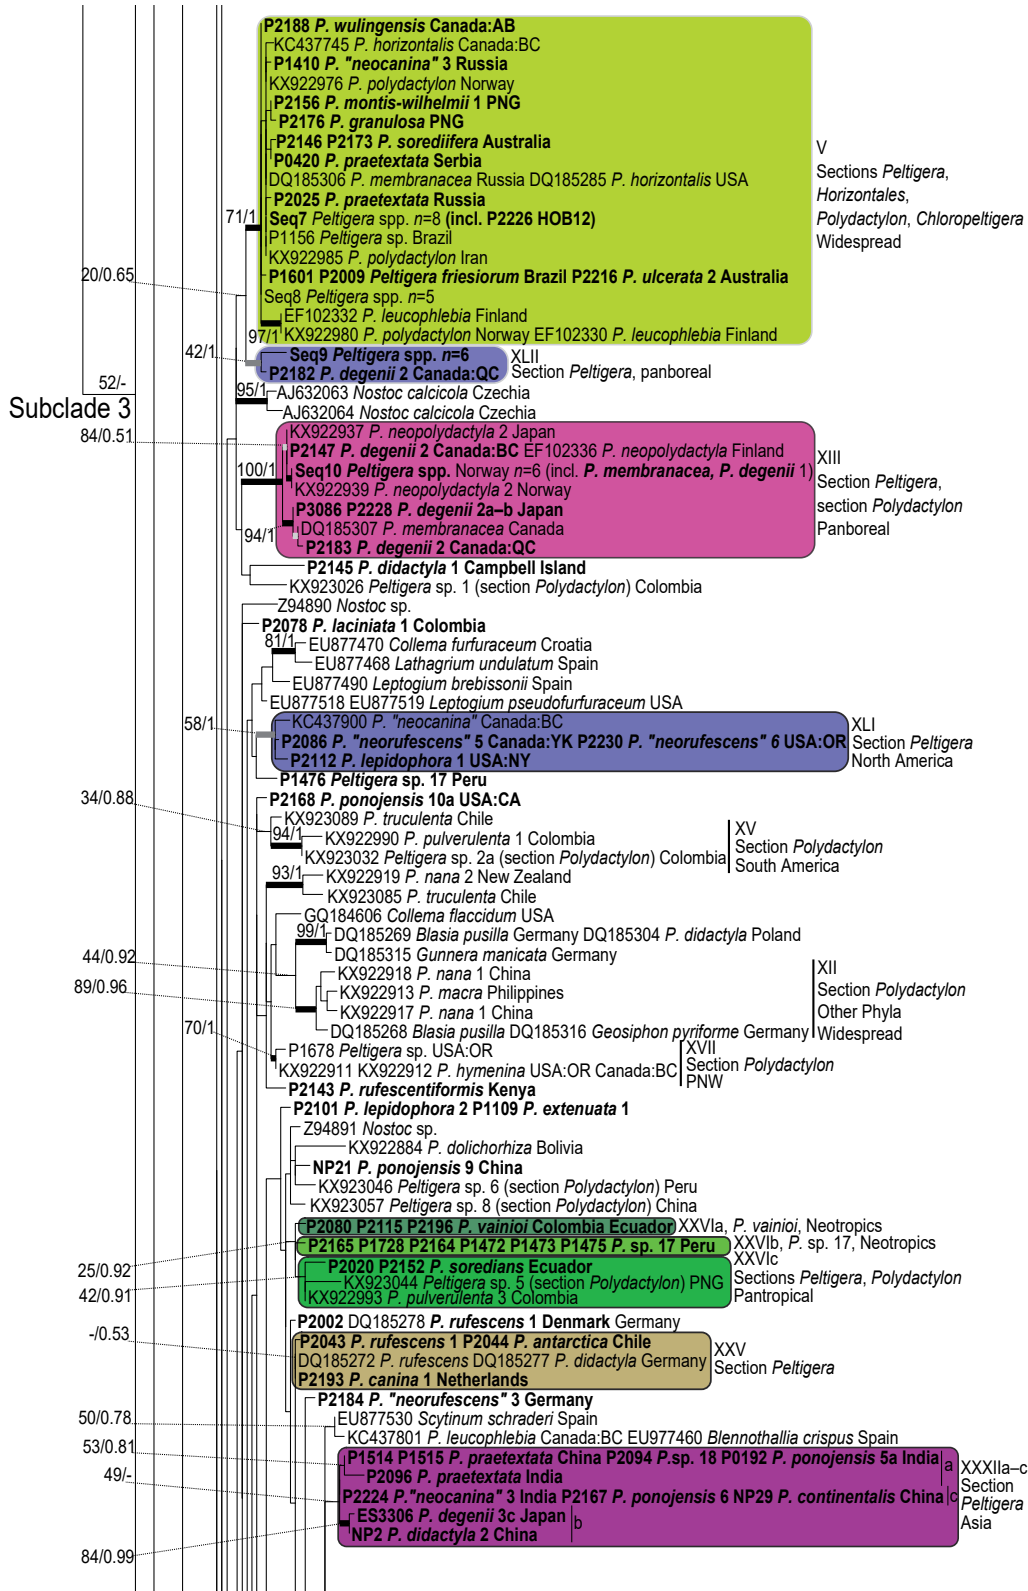 P2188 P. wulingensis Canada:AB
KC437745 P. horizontalis Canada:BC
P1410 P. "neocanina" 3 Russia
KX922976 P. polydactylon Norway
P2156 P. montis-wilhelmii 1 PNG
P2176 P. granulosa PNG
P2146 P2173 P. sorediifera Australia
P0420 P. praetextata Serbia
DQ185306 P. membranacea Russia DQ185285 P. horizontalis USA
P2025 P. praetextata Russia
71/1
Seq7 Peltigera spp. n=8 (incl. P2226 HOB12)
P1156 Peltigera sp. Brazil
KX922985 P. polydactylon Iran
P1601 P2009 Peltigera friesiorum Brazil P2216 P. ulcerata 2 Australia
Seq8 Peltigera spp. n=5
EF102332 P. leucophlebia Finland
97/1
KX922980 P. polydactylon Norway EF102330 P. leucophlebia Finland
V
Sections Peltigera,
Horizontales,
Polydactylon, Chloropeltigera
Widespread
20/0.65
42/1
Seq9 Peltigera spp. n=6
P2182 P. degenii 2 Canada:QC
XLII
Section Peltigera, panboreal
52/-
Subclade 3
95/1
AJ632063 Nostoc calcicola Czechia
AJ632064 Nostoc calcicola Czechia
84/0.51
KX922937 P. neopolydactyla 2 Japan
P2147 P. degenii 2 Canada:BC EF102336 P. neopolydactyla Finland
100/1
Seq10 Peltigera spp. Norway n=6 (incl. P. membranacea, P. degenii 1)
KX922939 P. neopolydactyla 2 Norway
P3086 P2228 P. degenii 2a–b Japan
94/1
DQ185307 P. membranacea Canada
P2183 P. degenii 2 Canada:QC
XIII
Section Peltigera,
section Polydactylon
Panboreal
P2145 P. didactyla 1 Campbell Island
KX923026 Peltigera sp. 1 (section Polydactylon) Colombia
Z94890 Nostoc sp.
P2078 P. laciniata 1 Colombia
81/1
EU877470 Collema furfuraceum Croatia
EU877468 Lathagrium undulatum Spain
EU877490 Leptogium brebissonii Spain
EU877518 EU877519 Leptogium pseudofurfuraceum USA
58/1
KC437900 P. "neocanina" Canada:BC
P2086 P. "neorufescens" 5 Canada:YK P2230 P. "neorufescens" 6 USA:OR
P2112 P. lepidophora 1 USA:NY
XLI
Section Peltigera
North America
P1476 Peltigera sp. 17 Peru
34/0.88
P2168 P. ponojensis 10a USA:CA
KX923089 P. truculenta Chile
94/1
KX922990 P. pulverulenta 1 Colombia
KX923032 Peltigera sp. 2a (section Polydactylon) Colombia
XV
Section Polydactylon
South America
93/1
KX922919 P. nana 2 New Zealand
KX923085 P. truculenta Chile
GQ184606 Collema flaccidum USA
99/1
DQ185269 Blasia pusilla Germany DQ185304 P. didactyla Poland
DQ185315 Gunnera manicata Germany
44/0.92
89/0.96
KX922918 P. nana 1 China
KX922913 P. macra Philippines
KX922917 P. nana 1 China
DQ185268 Blasia pusilla DQ185316 Geosiphon pyriforme Germany
XII
Section Polydactylon
Other Phyla
Widespread
70/1
P1678 Peltigera sp. USA:OR
KX922911 KX922912 P. hymenina USA:OR Canada:BC
XVII
Section Polydactylon
PNW
P2143 P. rufescentiformis Kenya
P2101 P. lepidophora 2 P1109 P. extenuata 1
Z94891 Nostoc sp.
KX922884 P. dolichorhiza Bolivia
NP21 P. ponojensis 9 China
KX923046 Peltigera sp. 6 (section Polydactylon) Peru
KX923057 Peltigera sp. 8 (section Polydactylon) China
P2080 P2115 P2196 P. vainioi Colombia Ecuador
XXVIa, P. vainioi, Neotropics
P2165 P1728 P2164 P1472 P1473 P1475 P. sp. 17 Peru
XXVIb, P. sp. 17, Neotropics
25/0.92
42/0.91
P2020 P2152 P. soredians Ecuador
KX923044 Peltigera sp. 5 (section Polydactylon) PNG
KX922993 P. pulverulenta 3 Colombia
XXVIc
Sections Peltigera, Polydactylon
Pantropical
P2002 DQ185278 P. rufescens 1 Denmark Germany
-/0.53
P2043 P. rufescens 1 P2044 P. antarctica Chile
DQ185272 P. rufescens DQ185277 P. didactyla Germany
P2193 P. canina 1 Netherlands
XXV
Section Peltigera
P2184 P. "neorufescens" 3 Germany
50/0.78
EU877530 Scytinum schraderi Spain
KC437801 P. leucophlebia Canada:BC EU977460 Blennothallia crispus Spain
53/0.81
P1514 P1515 P. praetextata China P2094 P.sp. 18 P0192 P. ponojensis 5a India
a
P2096 P. praetextata India
49/-
P2224 P."neocanina" 3 India P2167 P. ponojensis 6 NP29 P. continentalis China
c
ES3306 P. degenii 3c Japan
b
NP2 P. didactyla 2 China
84/0.99
XXXIIa–c
Section
Peltigera
Asia